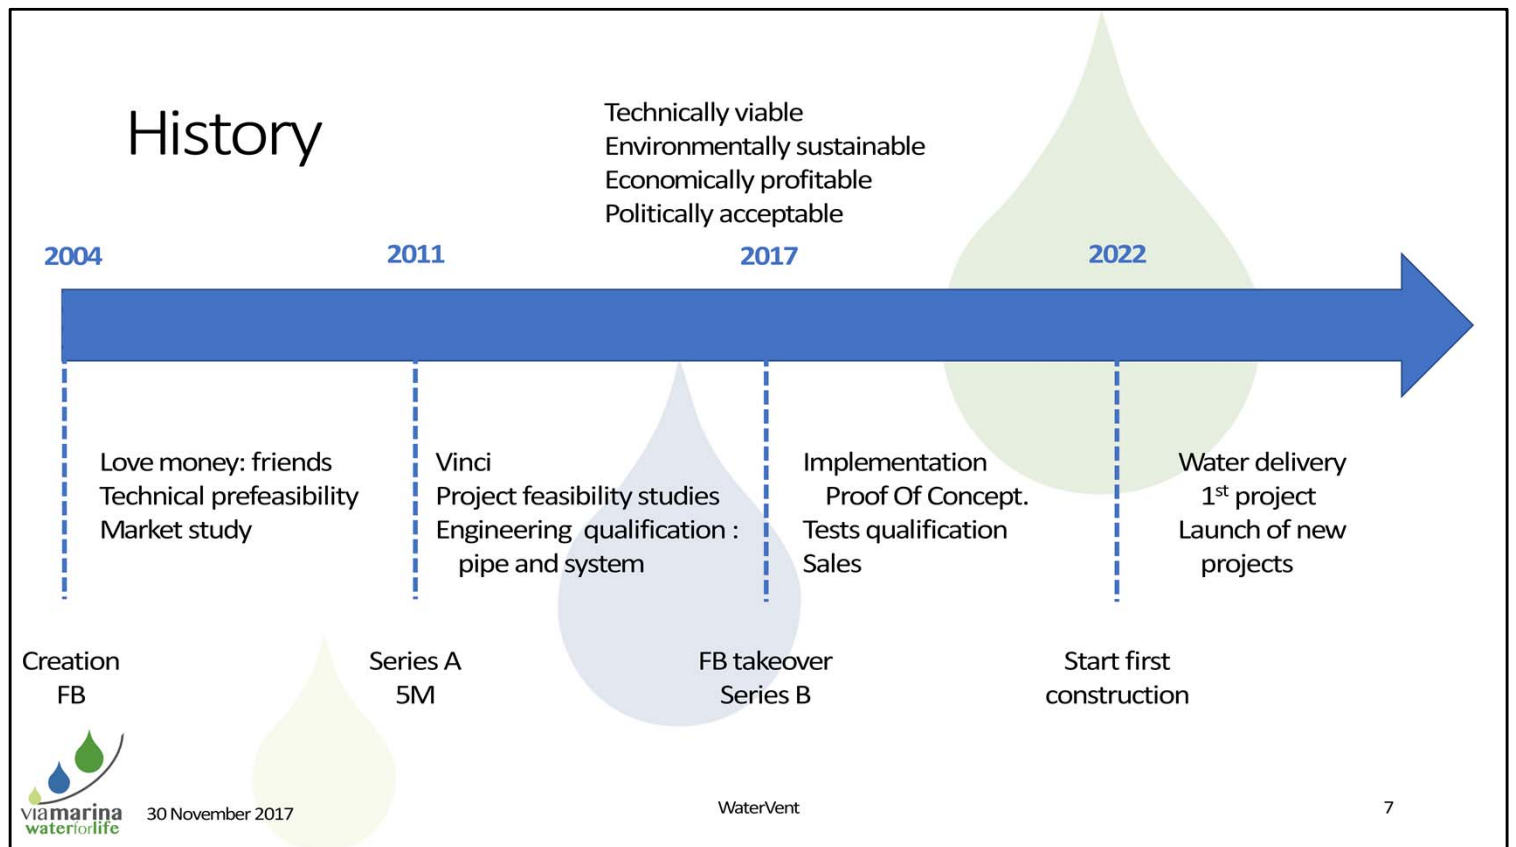 History
Technically viable
Environmentally sustainable
Economically profitable
Politically acceptable
2004
2011
2017
2022
Love money: friends
Technical prefeasibility
Market study
Vinci
Project feasibility studies
Engineering qualification :
pipe and system
Implementation
Proof Of Concept.
Tests qualification
Sales
Water delivery
1st project
Launch of new
projects
Creation
FB
Series A
5M
FB takeover
Series B
Start first
construction
viamarina
waterforlife
30 November 2017
WaterVent
7